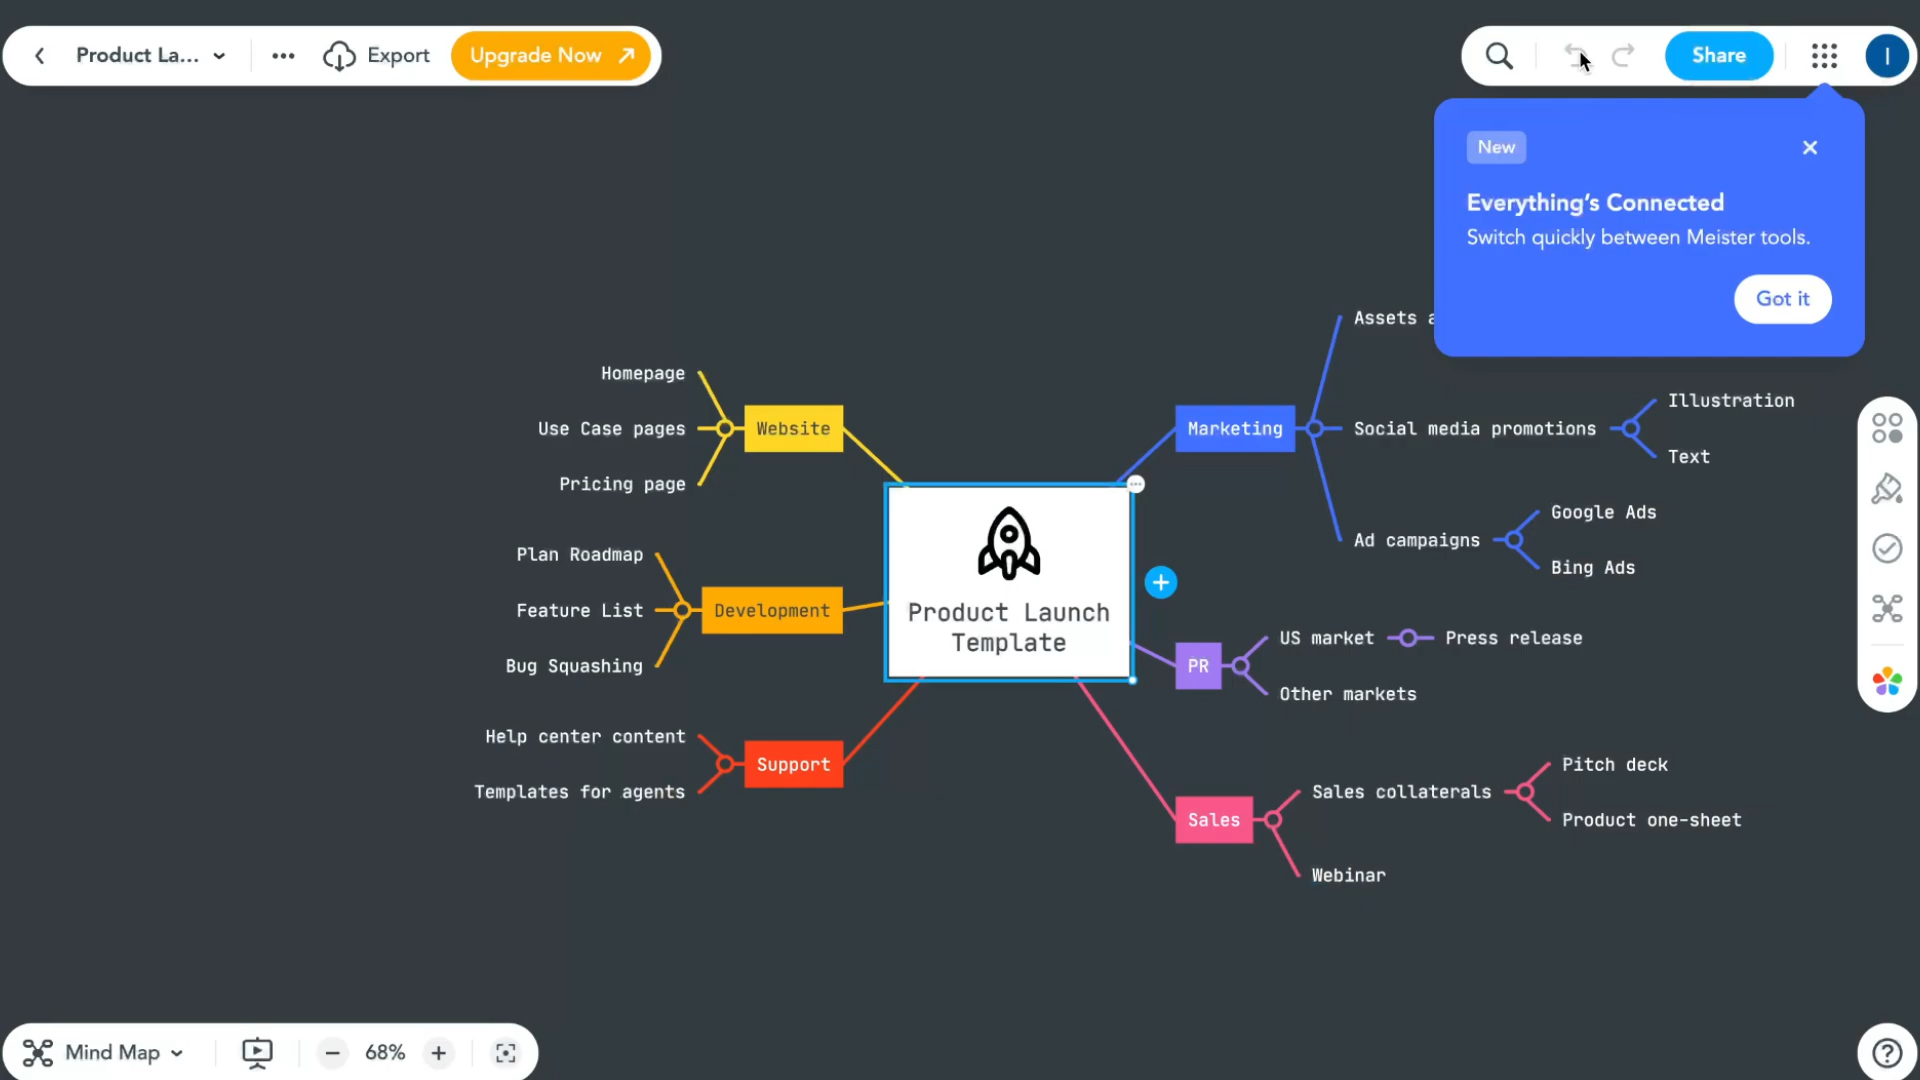 Product La...
Export
Upgrade Now
Share
I
New
Everything's Connected
Switch quickly between Meister tools.
Got it
Homepage
Use Case pages
Pricing page
Website
Plan Roadmap
Feature List
Bug Squashing
Development
Help center content
Templates for agents
Support
Product Launch
Template
Marketing
Assets
Social media promotions
Illustration
Text
Ad campaigns
Google Ads
Bing Ads
PR
US market
Press release
Other markets
Sales
Sales collaterals
Pitch deck
Product one-sheet
Webinar
Mind Map
68%